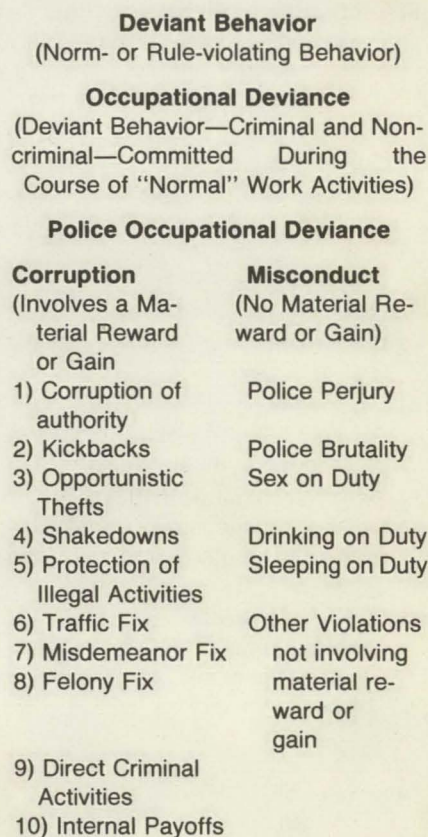 Deviant Behavior
(Norm- or Rule-violating Behavior)
Occupational Deviance
(Deviant Behavior—Criminal and Non-
criminal—Committed During the
Course of "Normal" Work Activities)
Police Occupational Deviance
Corruption
(Involves a Ma-
terial Reward
or Gain
1) Corruption of
authority
2) Kickbacks
3) Opportunistic
Thefts
4) Shakedowns
5) Protection of
Illegal Activities
6) Traffic Fix
7) Misdemeanor Fix
8) Felony Fix
9) Direct Criminal
Activities
10) Internal Payoffs
Misconduct
(No Material Re-
ward or Gain)
Police Perjury
Police Brutality
Sex on Duty
Drinking on Duty
Sleeping on Duty
Other Violations
not involving
material re-
ward or
gain